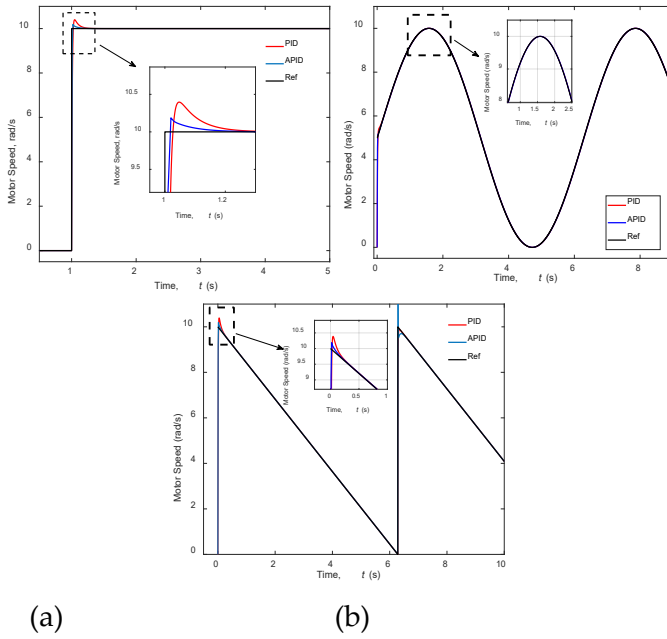 10
8
6
4
2
0
Motor Speed, rad/s
1
2
3
4
5
Time, t (s)
PID
APID
Ref
10.5
10
9.5
Motor Speed, rad/s
1
1.2
Time, t (s)
10
8
6
4
2
0
Motor Speed (rad/s)
0
2
4
6
8
Time, t (s)
10
9
8
Motor Speed (rad/s)
1
1.5
2
2.5
Time, t (s)
PID
APID
Ref
10
8
6
4
2
0
Motor Speed (rad/s)
0
2
4
6
8
10
Time, t (s)
10.5
10
9.5
9
Motor Speed (rad/s)
0
0.5
1
Time, t (s)
PID
APID
Ref
(a) (b)